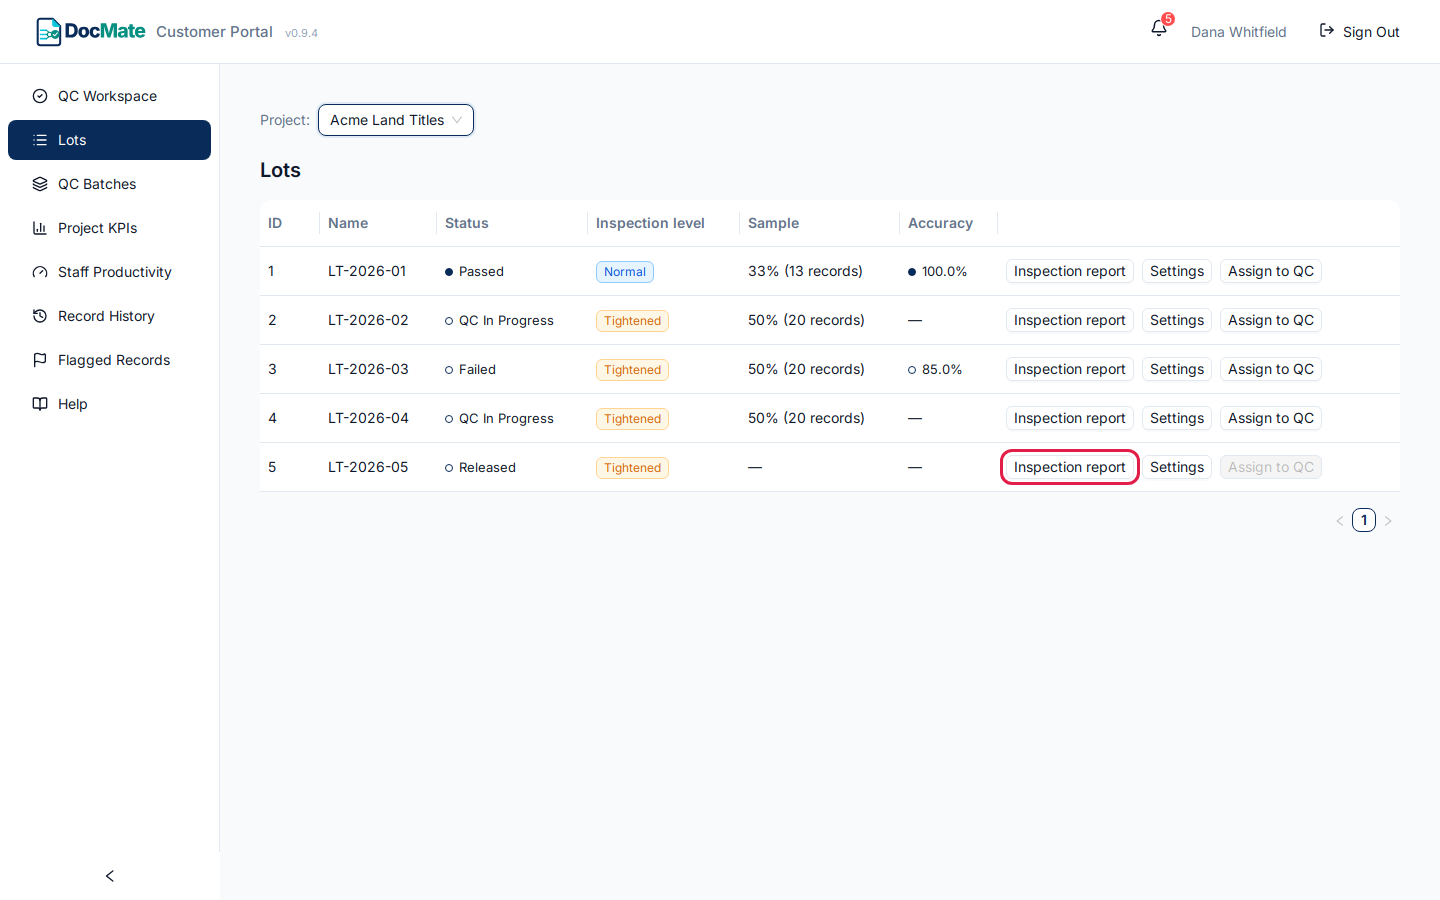 DocMate Customer Portal v0.9.4
5
Dana Whitfield
Sign Out
QC Workspace
Lots
QC Batches
Project KPIs
Staff Productivity
Record History
Flagged Records
Help
Project: Acme Land Titles
Lots
ID Name Status Inspection level Sample Accuracy
1 LT-2026-01 Passed Normal 33% (13 records) 100.0% Inspection report Settings Assign to QC
2 LT-2026-02 QC In Progress Tightened 50% (20 records) — Inspection report Settings Assign to QC
3 LT-2026-03 Failed Tightened 50% (20 records) 85.0% Inspection report Settings Assign to QC
4 LT-2026-04 QC In Progress Tightened 50% (20 records) — Inspection report Settings Assign to QC
5 LT-2026-05 Released Tightened — — Inspection report Settings Assign to QC
1